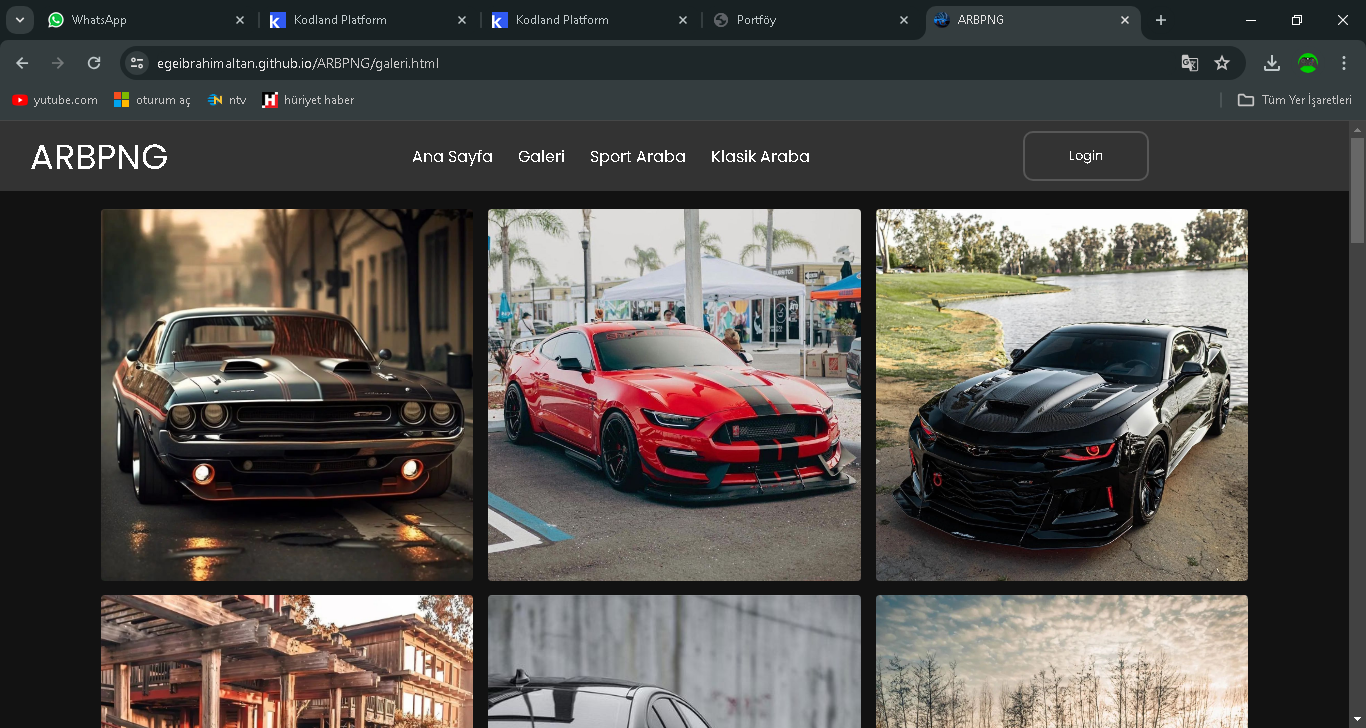 WhatsApp
Kodland Platform
Kodland Platform
Portföy
ARBPNG
egeibrahimaltan.github.io/ARBPNG/galeri.html
yutube.com
oturum aç
ntv
hüriyet haber
Tüm Yer İşaretleri
ARBPNG
Ana Sayfa
Galeri
Sport Araba
Klasik Araba
Login